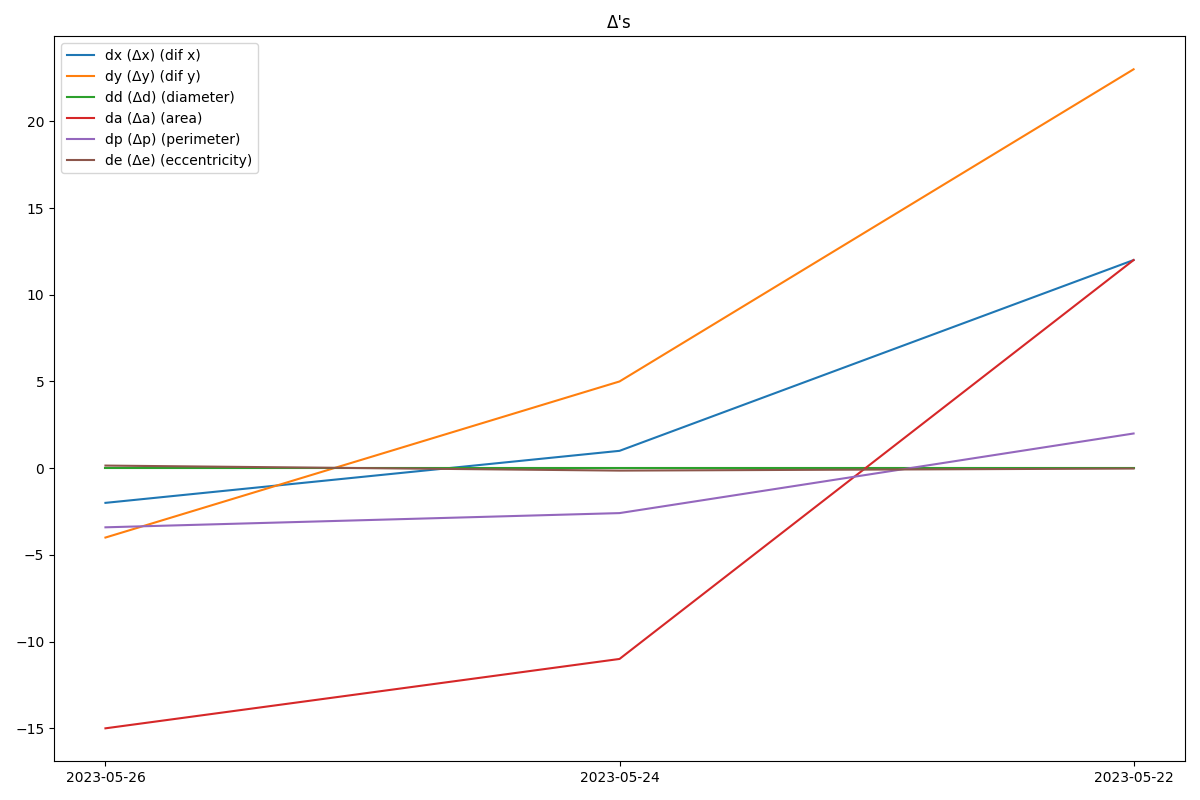 Δ's
dx (Δx) (dif x)
dy (Δy) (dif y)
dd (Δd) (diameter)
da (Δa) (area)
dp (Δp) (perimeter)
de (Δe) (eccentricity)
20
15
10
5
0
−5
−10
−15
2023-05-26 2023-05-24 2023-05-22